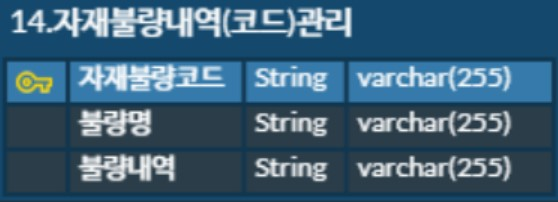 14.자재불량내역(코드)관리
자재불량코드 String varchar(255)
불량명 String varchar(255)
불량내역 String varchar(255)